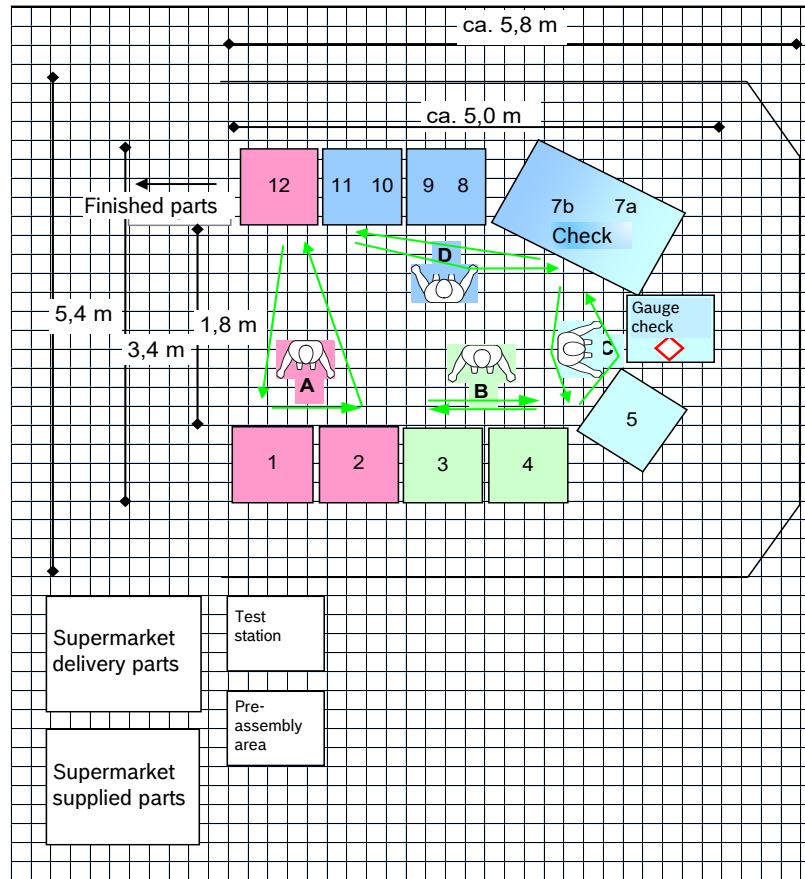 ca. 5,8 m
ca. 5,0 m
12
11 10
9 8
7b 7a
Check
Finished parts
D
5,4 m
1,8 m
3,4 m
Gauge
check
A
B
C
5
1
2
3
4
Supermarket
delivery parts
Test
station
Pre-
assembly
area
Supermarket
supplied parts